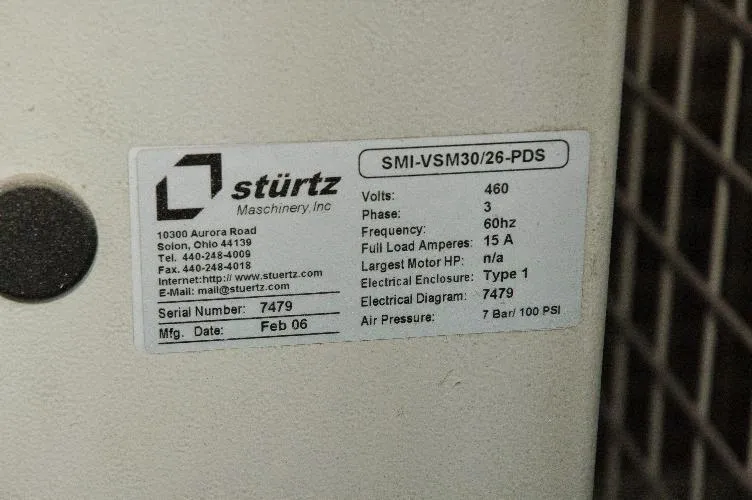 stürtz
Maschinery, Inc
10300 Aurora Road
Solon, Ohio 44139
Tel. 440-248-4009
Fax. 440-248-4018
Internet:http:// www.stuertz.com
E-Mail: mail@stuertz.com
Serial Number: 7479
Mfg. Date: Feb 06
SMI-VSM30/26-PDS
Volts: 460
Phase: 3
Frequency: 60hz
Full Load Amperes: 15 A
Largest Motor HP: n/a
Electrical Enclosure: Type 1
Electrical Diagram: 7479
Air Pressure: 7 Bar/ 100 PSI